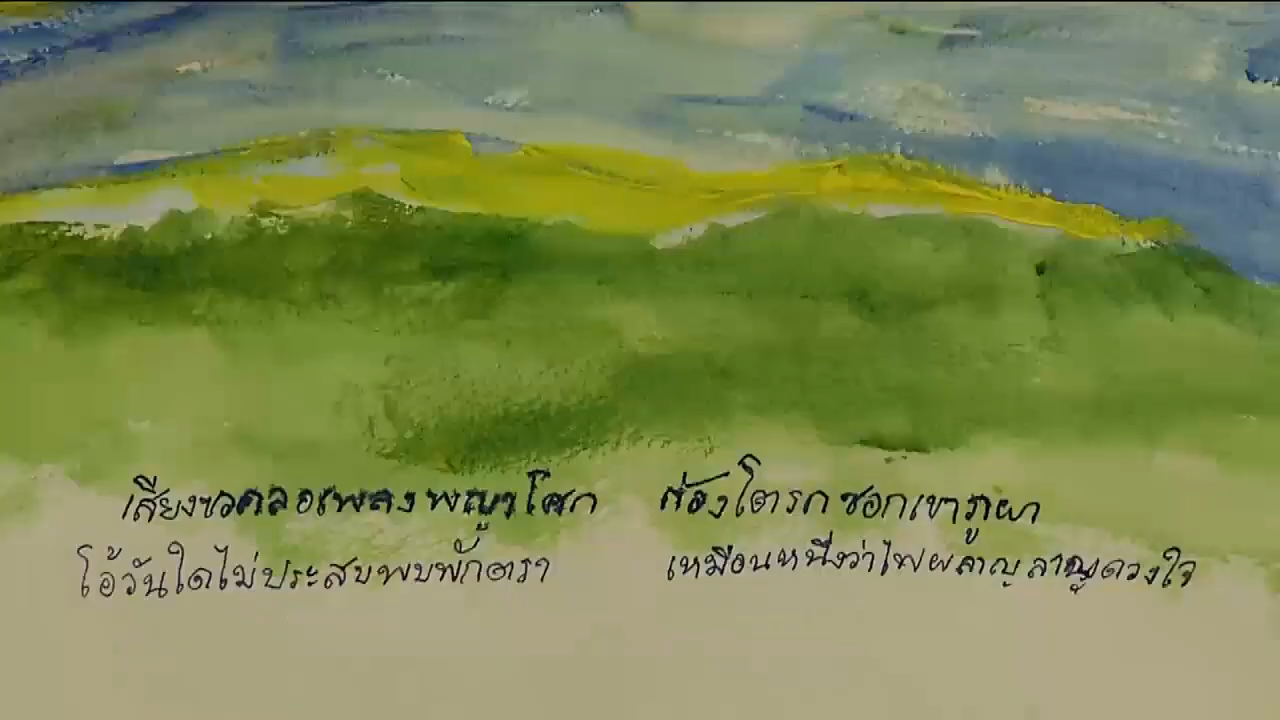 เสียงซอคลอเพลงพญาโศก ก้องโตรกซอกเขาภูผา
โอ้วันใดไม่ประสบพบพักตรา เหมือนหนึ่งว่าไฟผลาญลาญดวงใจ